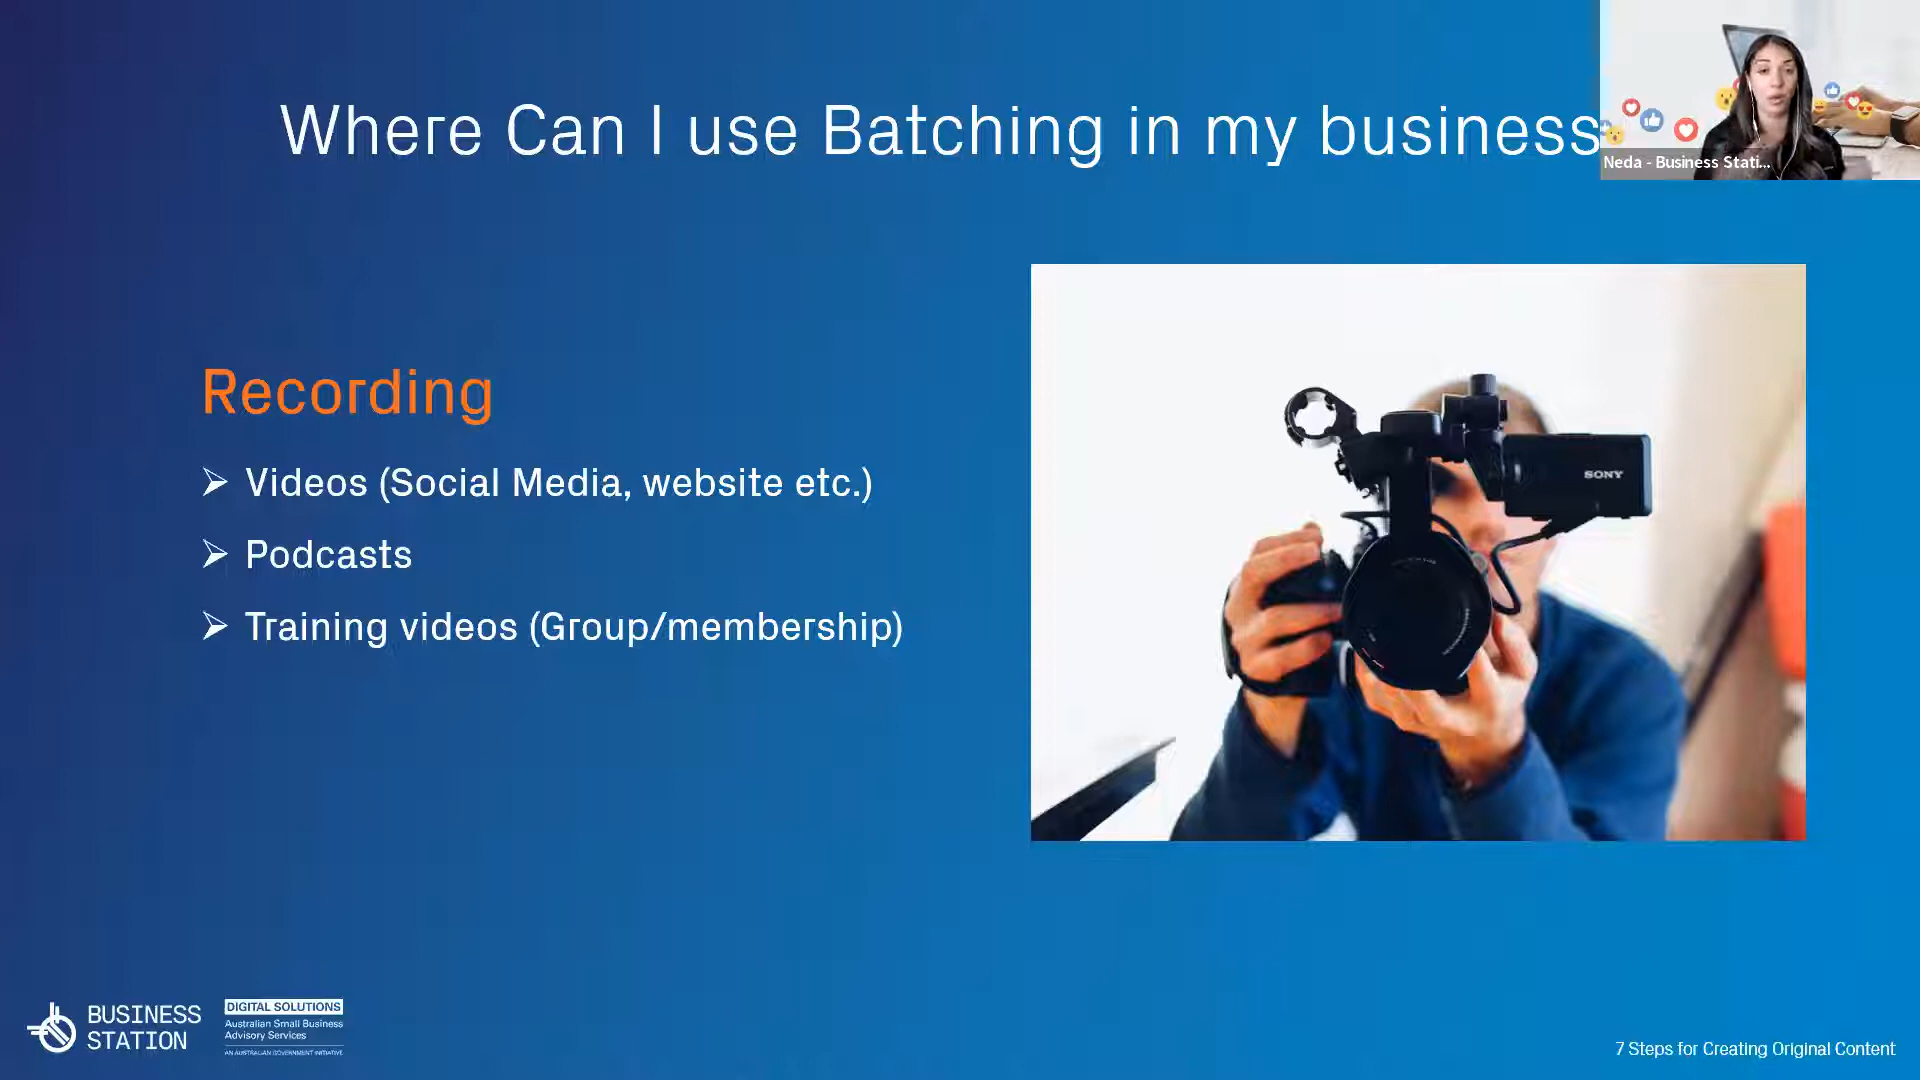 Where Can I use Batching in my business
Neda - Business Stati...
Recording
Videos (Social Media, website etc.)
SONY
Podcasts
Training videos (Group/membership)
BUSINESS
STATION
DIGITAL SOLUTIONS
Australian Small Business
Advisory Services
AN AUSTRALIAN GOVERNMENT INITIATIVE
7 Steps for Creating Original Content